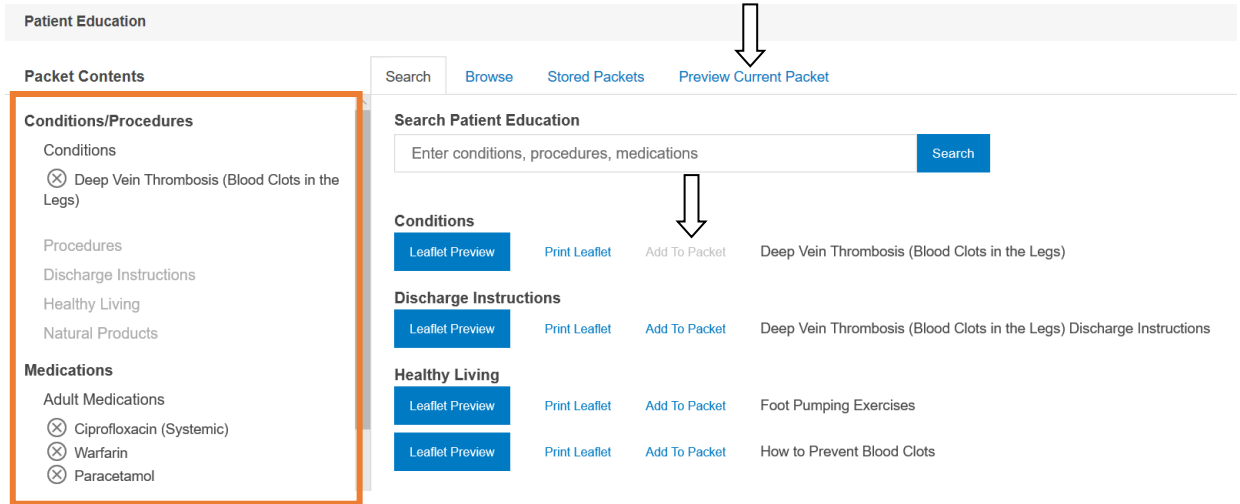 Patient Education
Packet Contents
Conditions/Procedures
Conditions
Deep Vein Thrombosis (Blood Clots in the
Legs)
Procedures
Discharge Instructions
Healthy Living
Natural Products
Medications
Adult Medications
Ciprofloxacin (Systemic)
Warfarin
Paracetamol
Search Browse Stored Packets Preview Current Packet
Search Patient Education
Enter conditions, procedures, medications Search
Conditions
Leaflet Preview Print Leaflet Add To Packet Deep Vein Thrombosis (Blood Clots in the Legs)
Discharge Instructions
Leaflet Preview Print Leaflet Add To Packet Deep Vein Thrombosis (Blood Clots in the Legs) Discharge Instructions
Healthy Living
Leaflet Preview Print Leaflet Add To Packet Foot Pumping Exercises
Leaflet Preview Print Leaflet Add To Packet How to Prevent Blood Clots